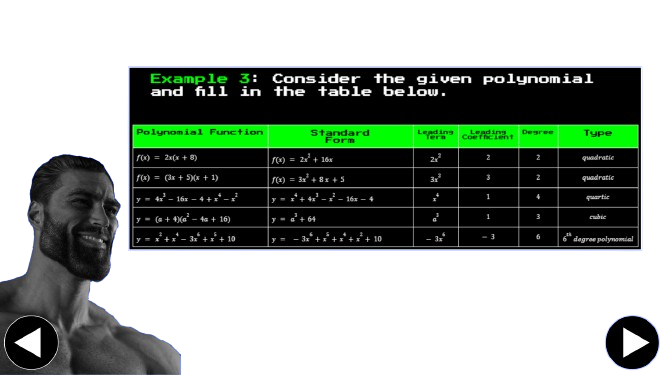 Example 3: Consider the given polynomial
and fill in the table below.
Polynomial Function Standard Form Leading Term Leading Coefficient Degree Type
f(x) = 2x(x + 8) f(x) = 2x² + 16x 2x² 2 2 quadratic
f(x) = (3x + 5)(x + 1) f(x) = 3x² + 8x + 5 3x² 3 2 quadratic
y = 4x³ − 16x − 4 + x⁴ − x² y = x⁴ + 4x³ − x² − 16x − 4 x⁴ 1 4 quartic
y = (a + 4)(a² − 4a + 16) y = a³ + 64 a³ 1 3 cubic
y = x² + x⁴ − 3x⁶ + x⁵ + 10 y = − 3x⁶ + x⁵ + x⁴ + x² + 10 − 3x⁶ − 3 6 6ᵗʰ degree polynomial